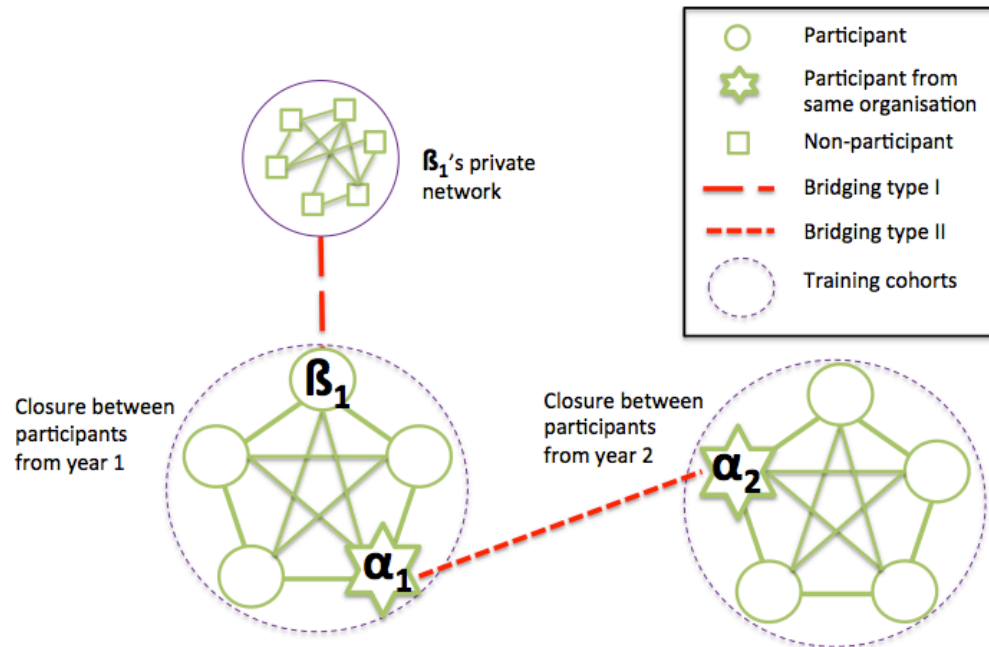 Participant
Participant from
same organisation
Non-participant
Bridging type I
Bridging type II
Training cohorts
ß₁'s private
network
ß₁
Closure between
participants
from year 1
α₁
Closure between
participants
from year 2
α₂